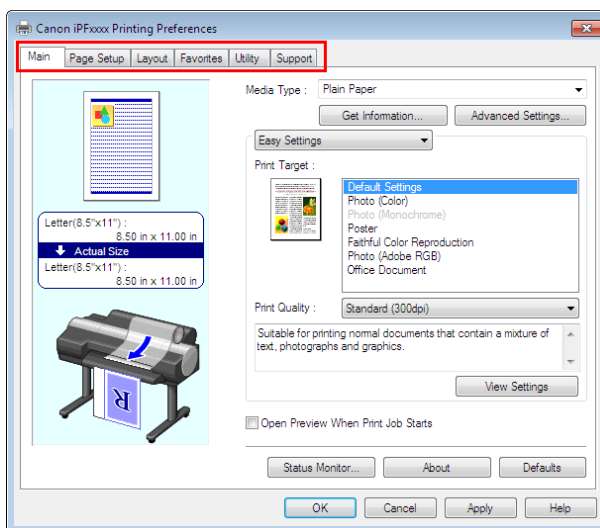 Canon iPFxxxx Printing Preferences
Main Page Setup Layout Favorites Utility Support
Media Type : Plain Paper
Get Information... Advanced Settings...
Easy Settings
Print Target :
Default Settings
Photo (Color)
Photo (Monochrome)
Poster
Faithful Color Reproduction
Photo (Adobe RGB)
Office Document
Letter(8.5"x11") :
8.50 in x 11.00 in
Actual Size
Letter(8.5"x11") :
8.50 in x 11.00 in
Print Quality : Standard (300dpi)
Suitable for printing normal documents that contain a mixture of
text, photographs and graphics.
View Settings
R
Open Preview When Print Job Starts
Status Monitor... About Defaults
OK Cancel Apply Help